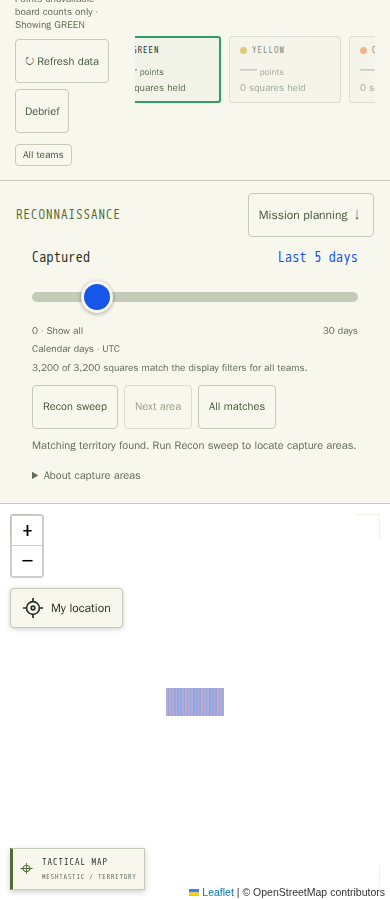 Points unavailable
board counts only ·
Showing GREEN
Refresh data
Debrief
All teams
GREEN
points
squares held
YELLOW
points
0 squares held
0 s
RECONNAISSANCE
Mission planning ↓
Captured
Last 5 days
0 · Show all
30 days
Calendar days · UTC
3,200 of 3,200 squares match the display filters for all teams.
Recon sweep
Next area
All matches
Matching territory found. Run Recon sweep to locate capture areas.
About capture areas
+
−
My location
TACTICAL MAP
MESHTASTIC / TERRITORY
Leaflet | © OpenStreetMap contributors